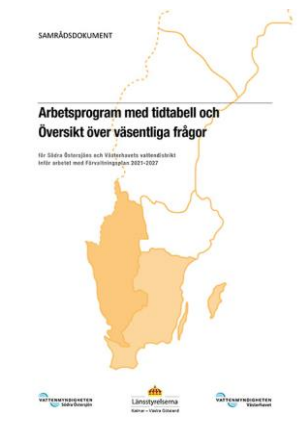 SAMRÅDSDOKUMENT
Arbetsprogram med tidtabell och
Översikt över väsentliga frågor
för Södra Östersjöns och Västerhavets vattendistrikt
inför arbetet med Förvaltningsplan 2021-2027
VATTENMYNDIGHETEN
Södra Östersjön
Länsstyrelserna
Kalmar – Västra Götaland
VATTENMYNDIGHETEN
Västerhavet